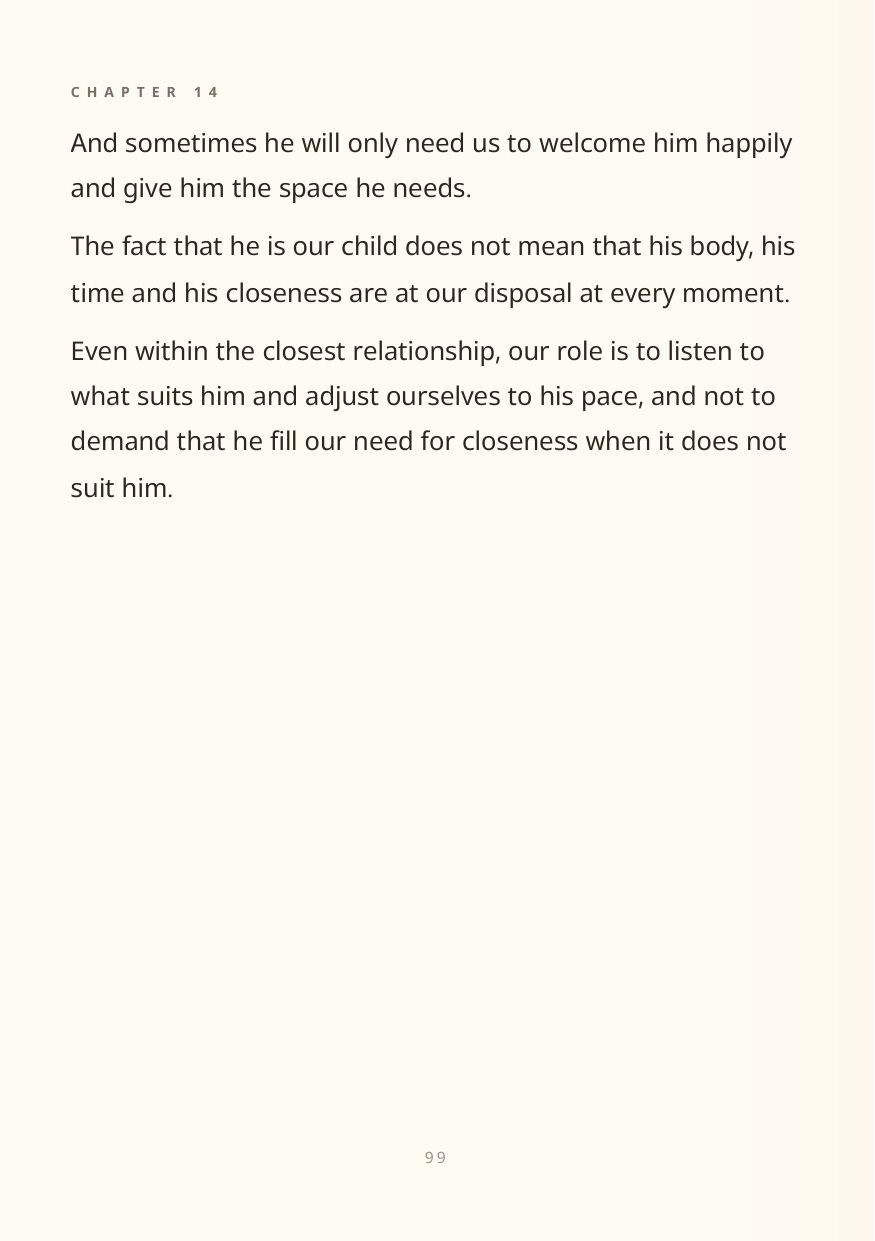 CHAPTER 14
And sometimes he will only need us to welcome him happily
and give him the space he needs.
The fact that he is our child does not mean that his body, his
time and his closeness are at our disposal at every moment.
Even within the closest relationship, our role is to listen to
what suits him and adjust ourselves to his pace, and not to
demand that he fill our need for closeness when it does not
suit him.
99